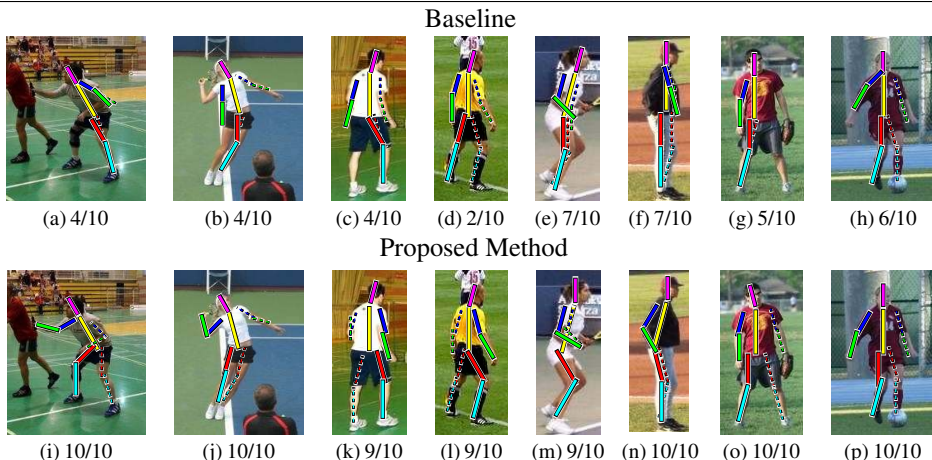 Baseline
(a) 4/10 (b) 4/10 (c) 4/10 (d) 2/10 (e) 7/10 (f) 7/10 (g) 5/10 (h) 6/10
Proposed Method
(i) 10/10 (j) 10/10 (k) 9/10 (l) 9/10 (m) 9/10 (n) 10/10 (o) 10/10 (p) 10/10